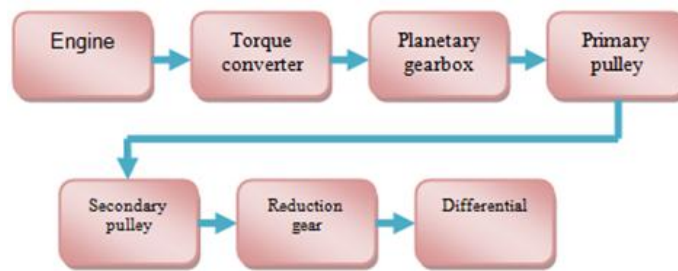 Engine
Torque
converter
Planetary
gearbox
Primary
pulley
Secondary
pulley
Reduction
gear
Differential